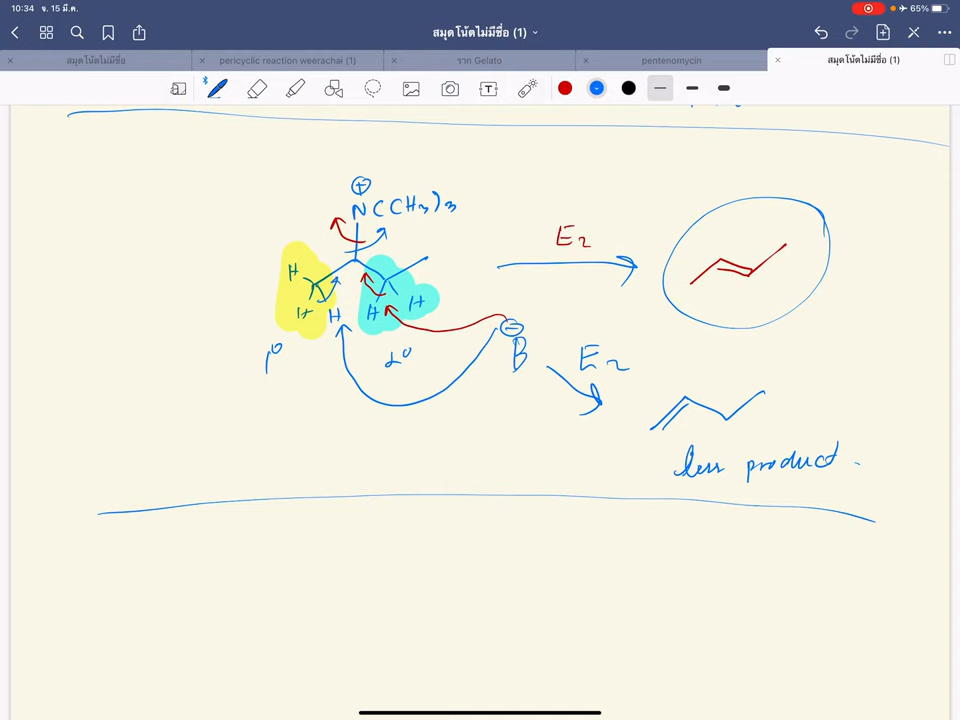 10:34 จ. 15 มี.ค.
65%
สมุดโน้ตไม่มีชื่อ (1)
สมุดโน้ตไม่มีชื่อ
pericyclic reaction weerachai (1)
ราก Gelato
pentenomycin
สมุดโน้ตไม่มีชื่อ (1)
⊕
N(CH3)3
E2
H
H H H H
⊖
1° 2° B E2
less product.